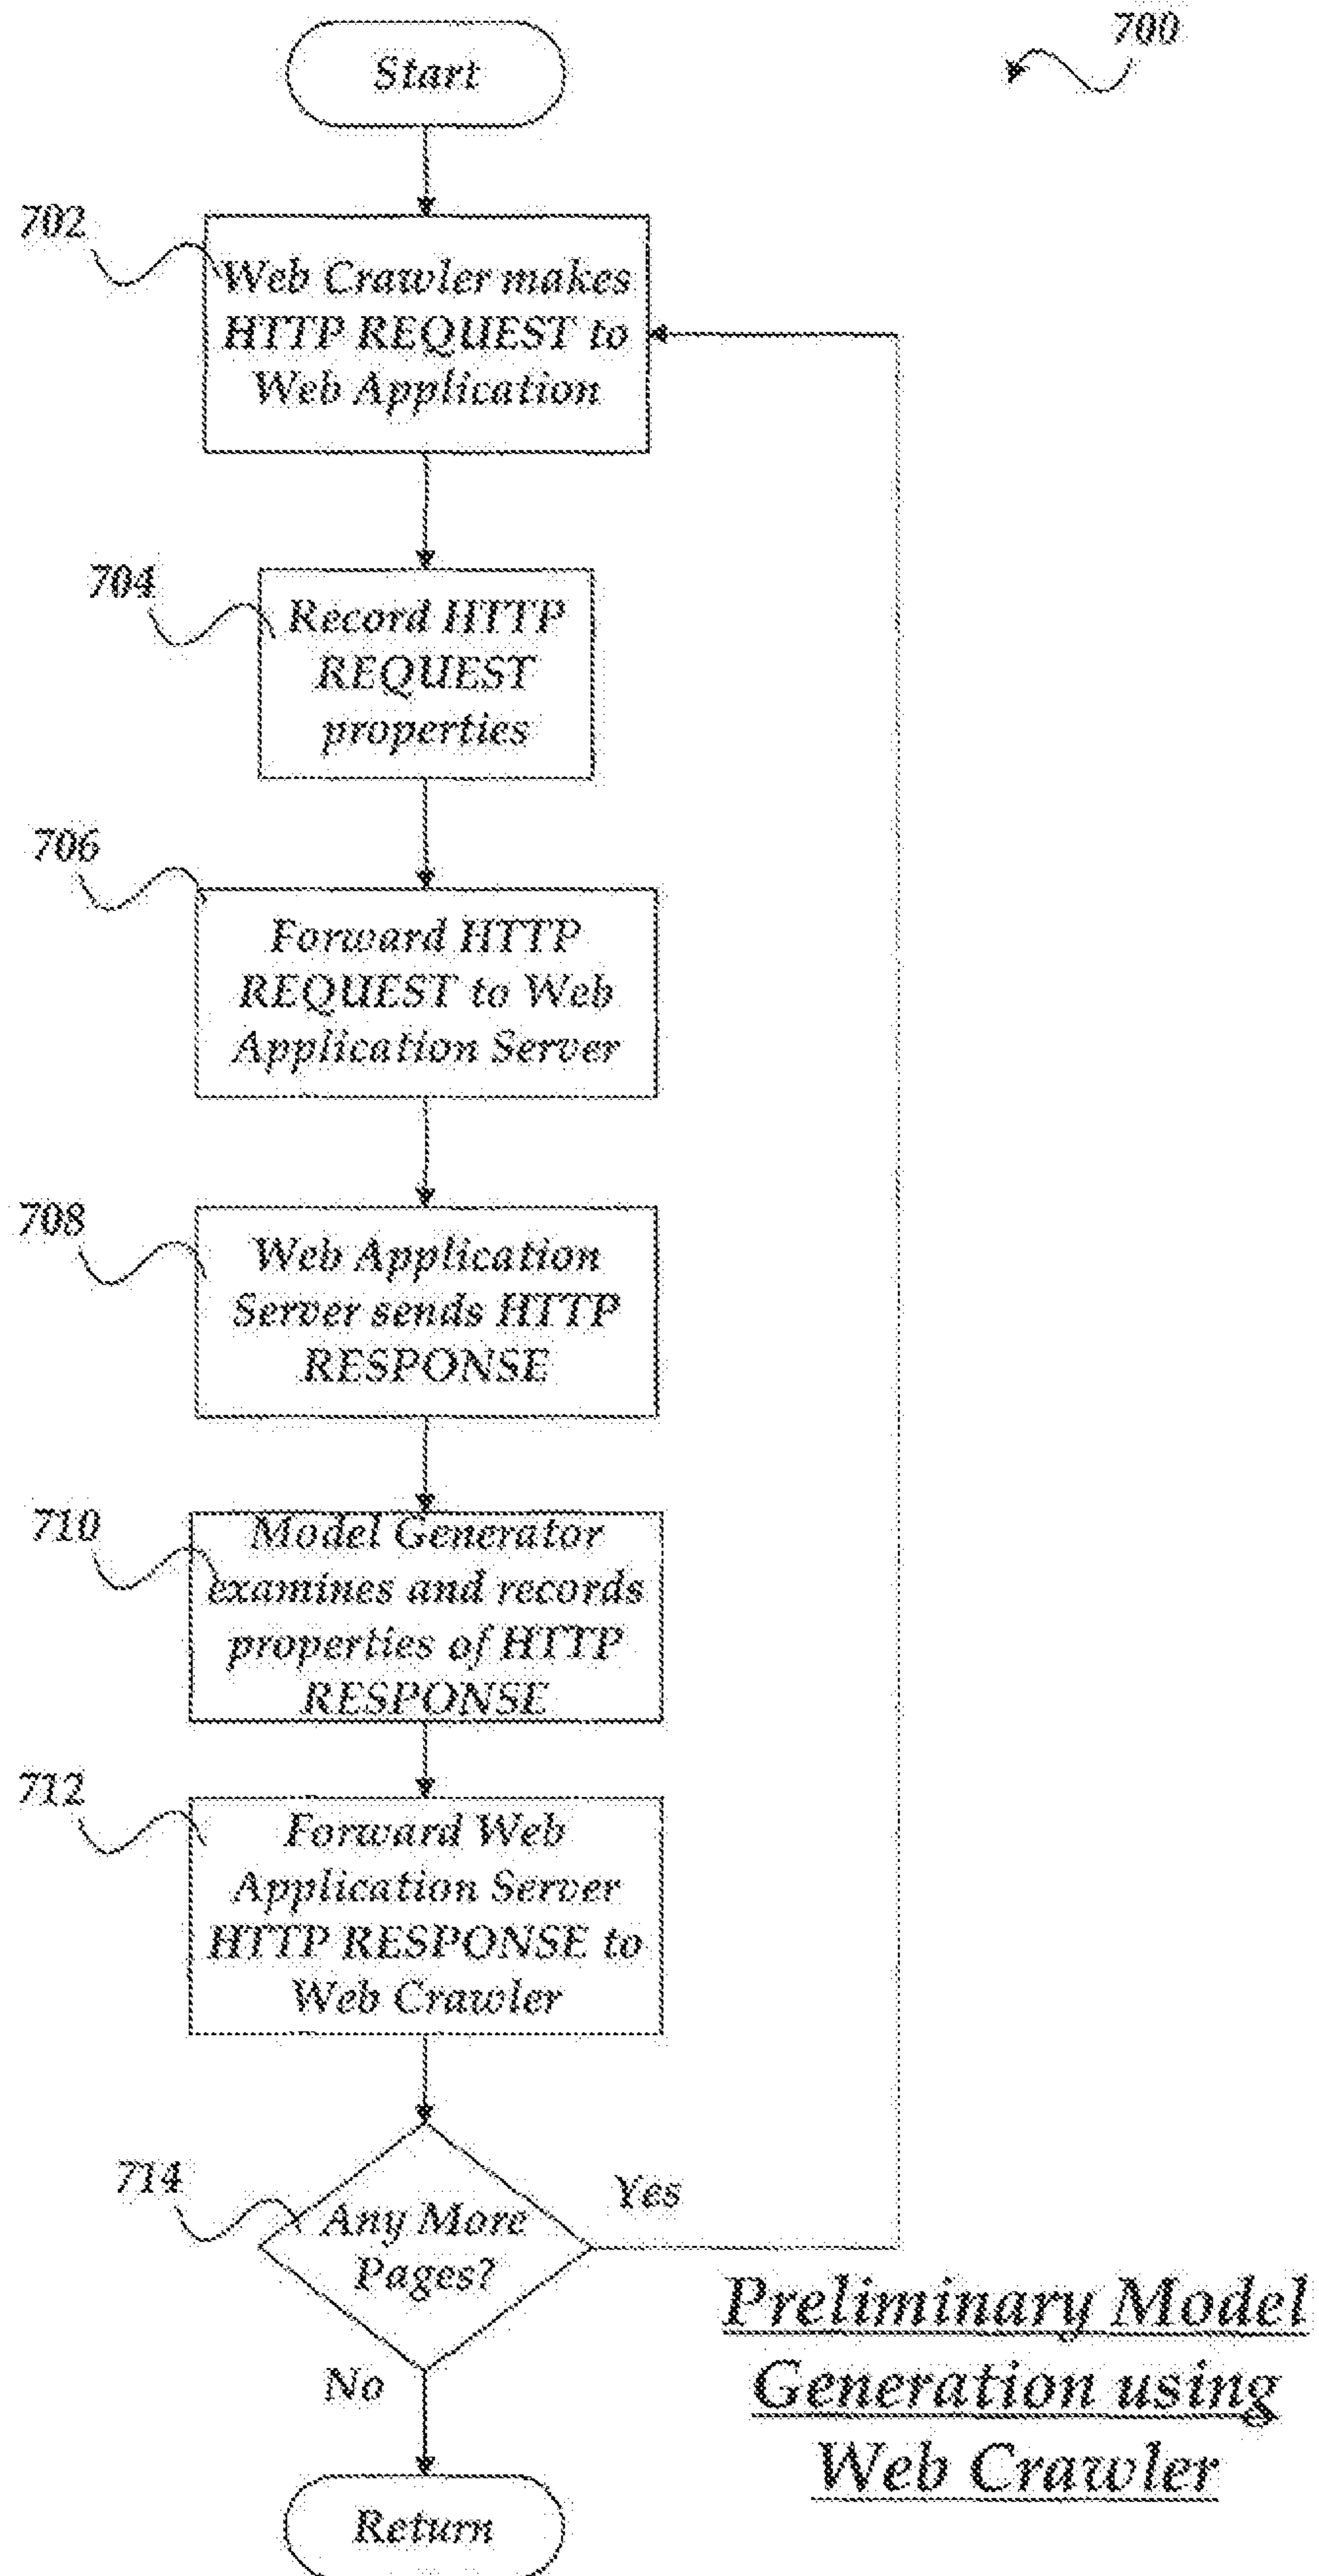 Start
700
702
Web Crawler makes
HTTP REQUEST to
Web Application
704
Record HTTP
REQUEST
properties
706
Forward HTTP
REQUEST to Web
Application Server
708
Web Application
Server sends HTTP
RESPONSE
710
Model Generator
examines and records
properties of HTTP
RESPONSE
712
Forward Web
Application Server
HTTP RESPONSE to
Web Crawler
714
Any More
Pages?
Yes
No
Return
Preliminary Model
Generation using
Web Crawler